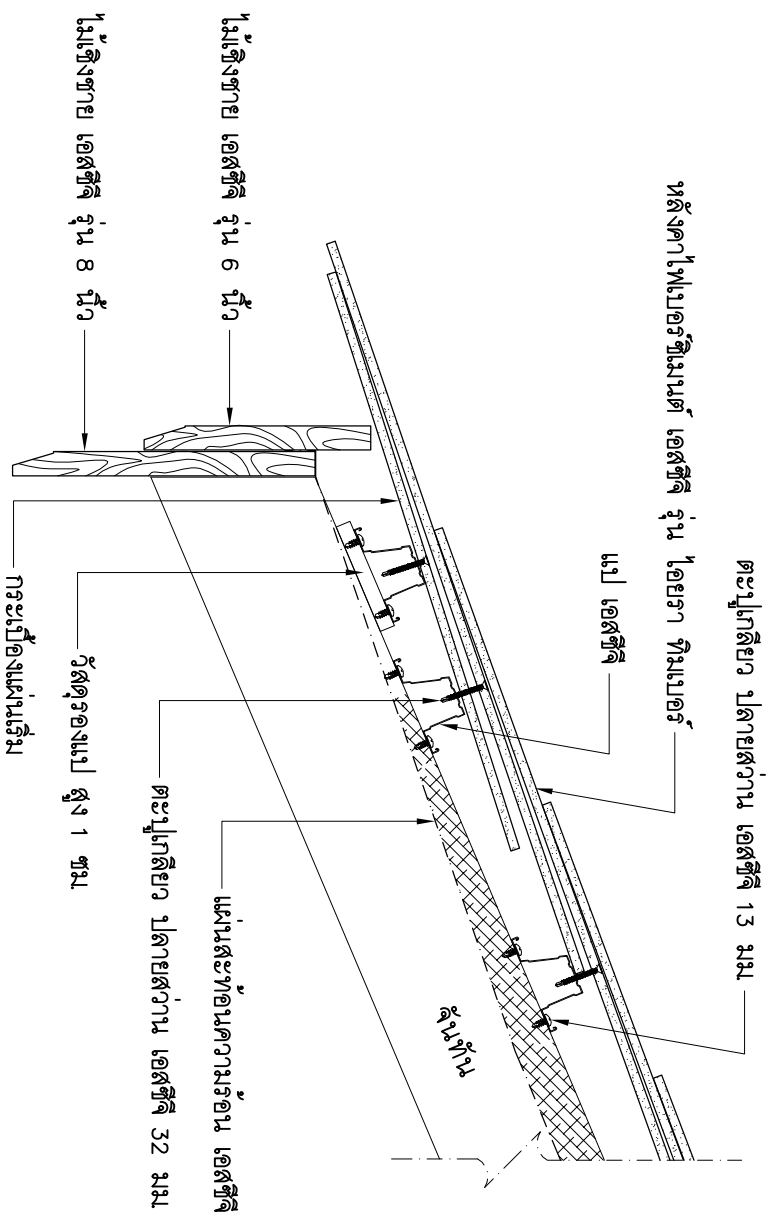 ตะปูเกลียว ปลายสว่าน เอสซีจี 13 มม.
หลังคาไฟเบอร์ซีเมนต์ เอสซีจี รุ่น ไอยรา ทิมเบอร์
แป เอสซีจี
ไม้เชิงชาย เอสซีจี รุ่น 6 นิ้ว
ไม้เชิงชาย เอสซีจี รุ่น 8 นิ้ว
จันทัน
แผ่นสะท้อนความร้อน เอสซีจี
ตะปูเกลียว ปลายสว่าน เอสซีจี 32 มม.
วัสดุรองแป สูง 1 ซม.
กระเบื้องแผ่นเริ่ม